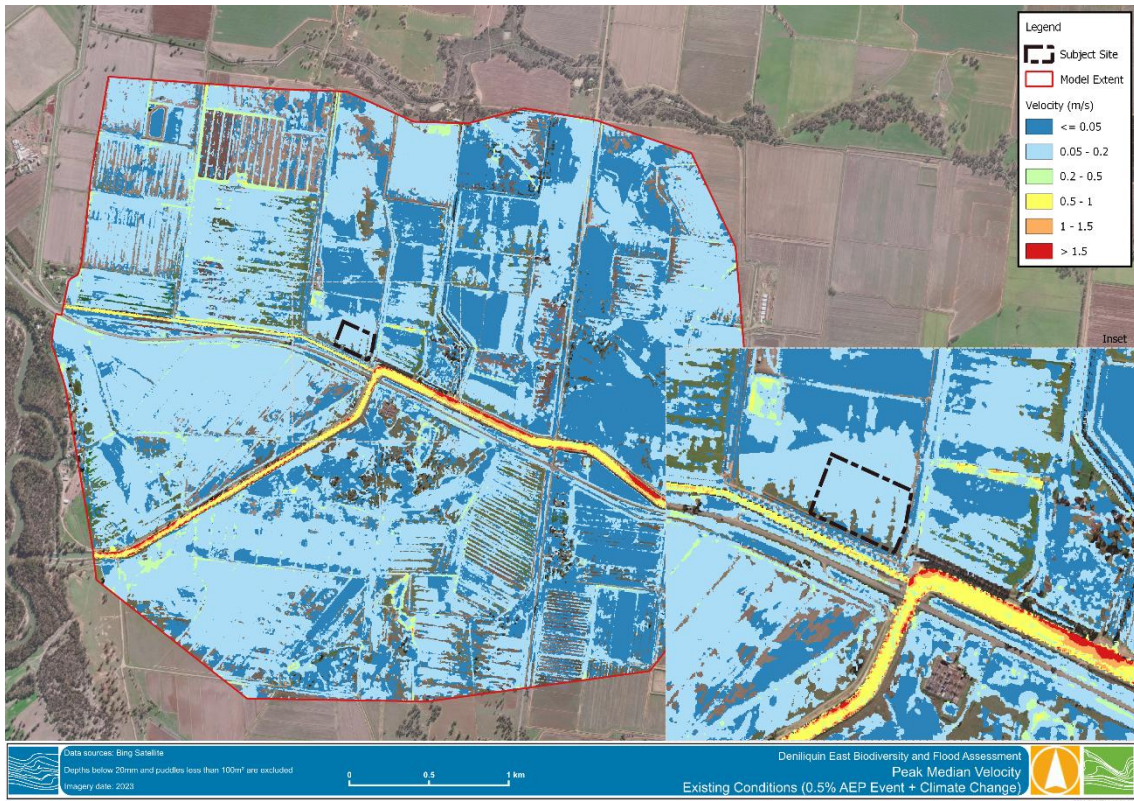 Legend
Subject Site
Model Extent
Velocity (m/s)
<= 0.05
0.05 - 0.2
0.2 - 0.5
0.5 - 1
1 - 1.5
> 1.5
Inset
Data sources: Bing Satellite
Depths below 20mm and puddles less than 100m² are excluded
Imagery date: 2023
0 0.5 1 km
Deniliquin East Biodiversity and Flood Assessment
Peak Median Velocity
Existing Conditions (0.5% AEP Event + Climate Change)